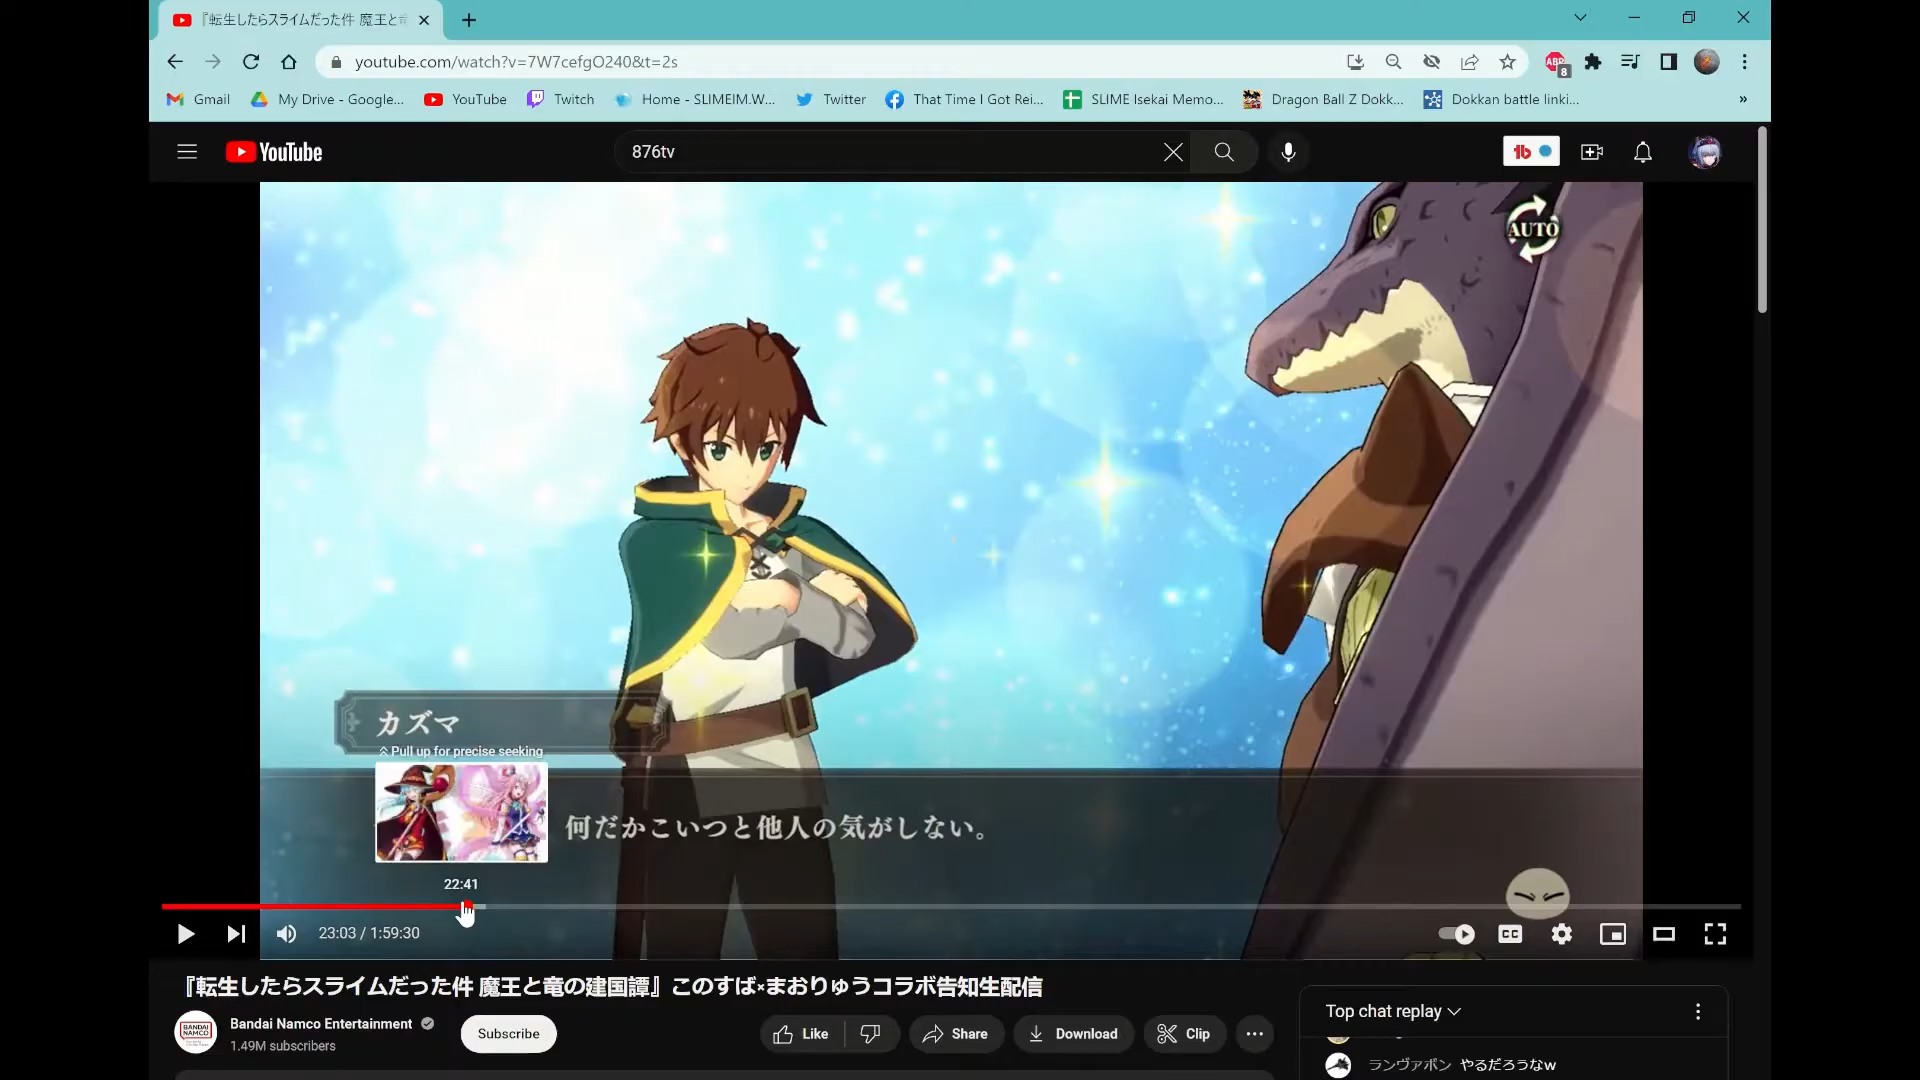 『転生したらスライムだった件 魔王と竜
youtube.com/watch?v=7W7cefgO240&t=2s
ABP
8
Gmail
My Drive - Google...
YouTube
Twitch
Home - SLIMEIM.W...
Twitter
That Time I Got Rei...
SLIME Isekai Memo...
Dragon Ball Z Dokk...
Dokkan battle linki...
»
YouTube
876tv
tb
AUTO
カズマ
Pull up for precise seeking
何だかこいつと他人の気がしない。
22:41
23:03 / 1:59:30
CC
『転生したらスライムだった件 魔王と竜の建国譚』このすば×まおりゅうコラボ告知生配信
BANDAI NAMCO
Bandai Namco Entertainment
1.49M subscribers
Subscribe
Like
Share
Download
Clip
Top chat replay
ランヴァボン やるだろうなw